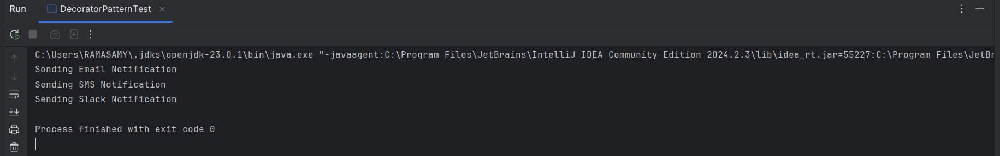 Run DecoratorPatternTest
C:\Users\RAMASAMY\.jdks\openjdk-23.0.1\bin\java.exe "-javaagent:C:\Program Files\JetBrains\IntelliJ IDEA Community Edition 2024.2.3\lib\idea_rt.jar=55227:C:\Program Files\JetBr
Sending Email Notification
Sending SMS Notification
Sending Slack Notification
Process finished with exit code 0